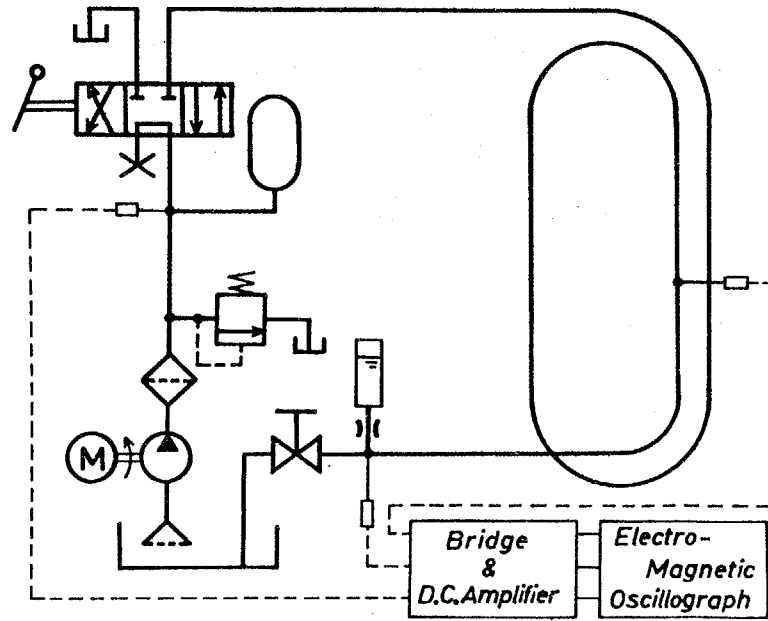 M
Bridge
&
D.C. Amplifier
Electro-
Magnetic
Oscillograph